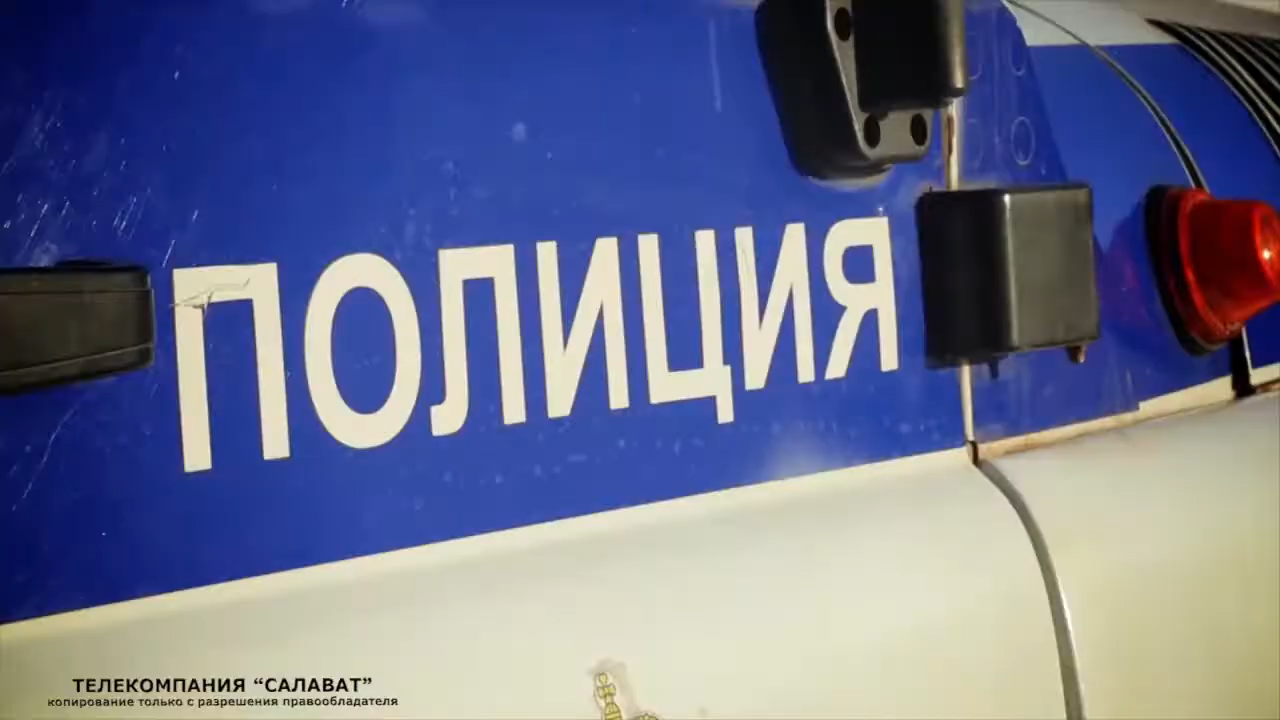 ПОЛИЦИЯ
ТЕЛЕКОМПАНИЯ “САЛАВАТ”
копирование только с разрешения правообладателя